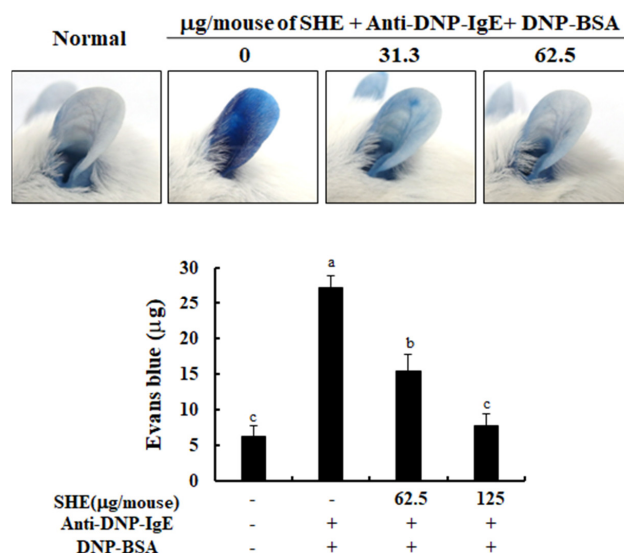 Normal
μg/mouse of SHE + Anti-DNP-IgE+ DNP-BSA
0 31.3 62.5
30
25
20
15
10
5
0
Evans blue (μg)
c a b c
SHE(μg/mouse) - - 62.5 125
Anti-DNP-IgE - + + +
DNP-BSA - + + +